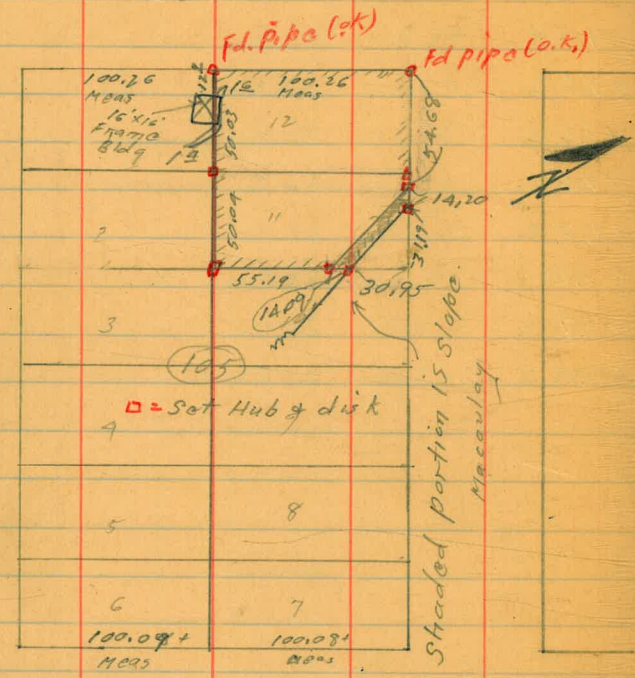 Fd. Pipe (ok)
Fd pipe (o.k.)
100.26
Meas
100.26
Meas
16'x16'
Frame
Bldg
12
50.03
54.68
14.20
50.04
11
2
31.19
55.19
14.09
30.95
3
105
□ = Set Hub & disk
4
Shaded portion is Slope.
Macaulay
5
8
6
7
100.09+
Meas
100.08+
Meas